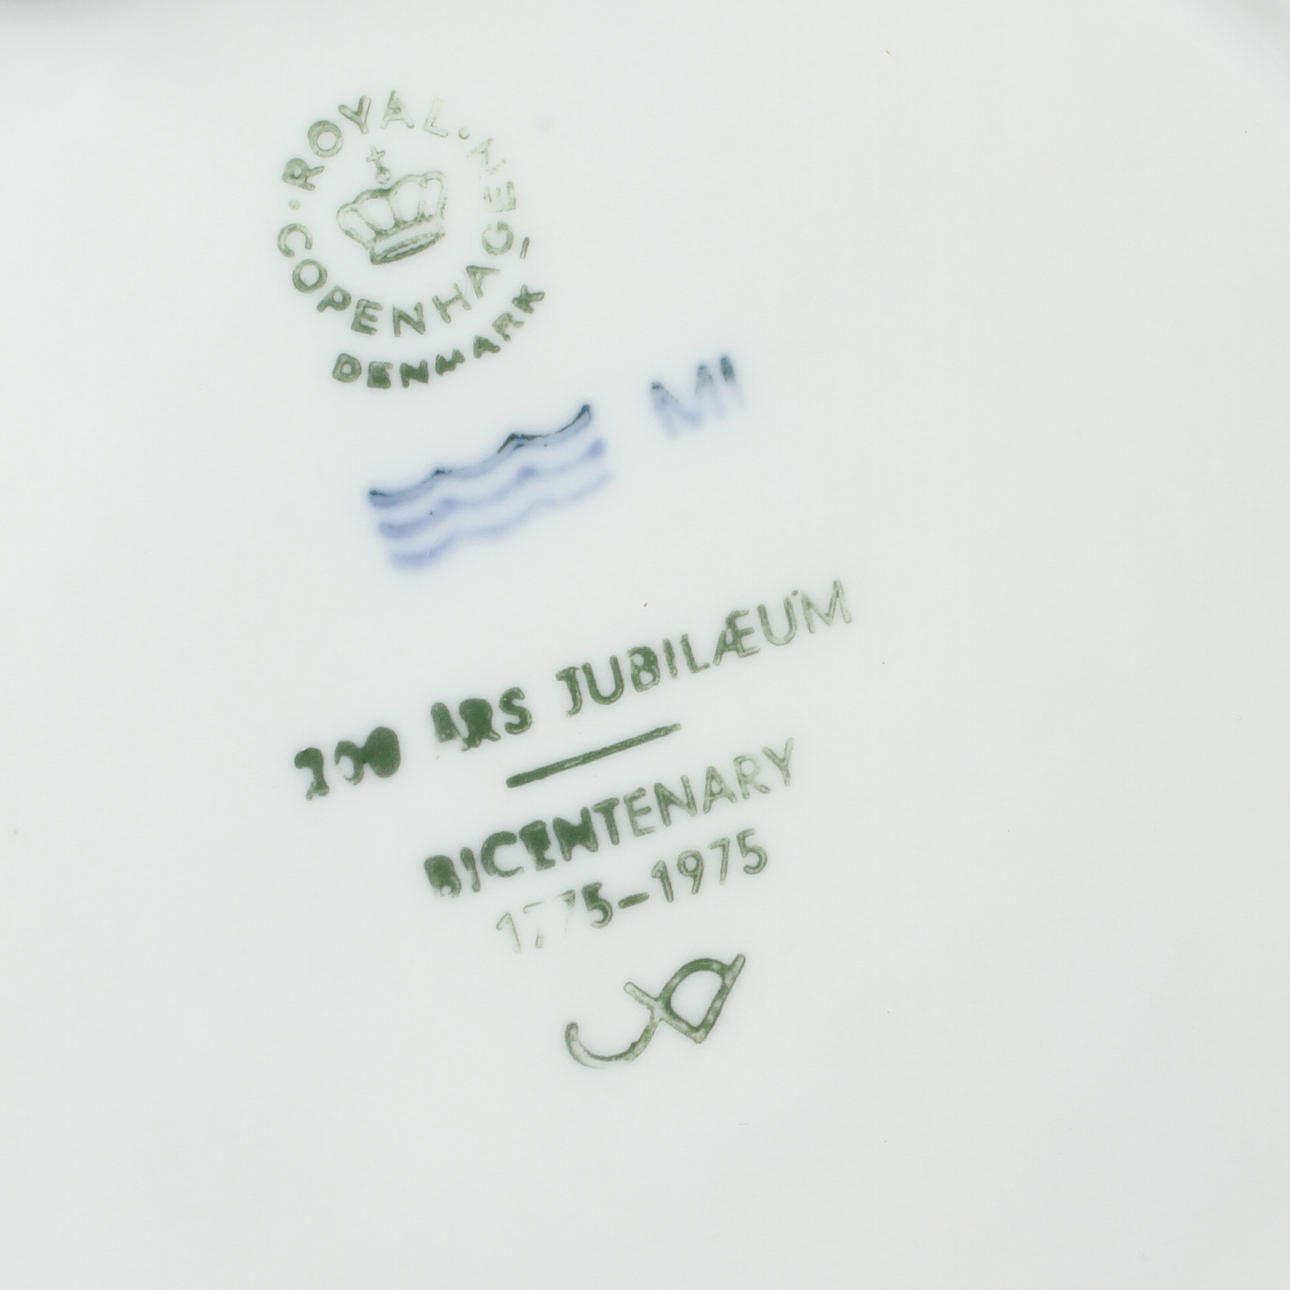 ROYAL · COPENHAGEN ·
DENMARK
MI
200 ÅRS JUBILÆUM
BICENTENARY
1775–1975